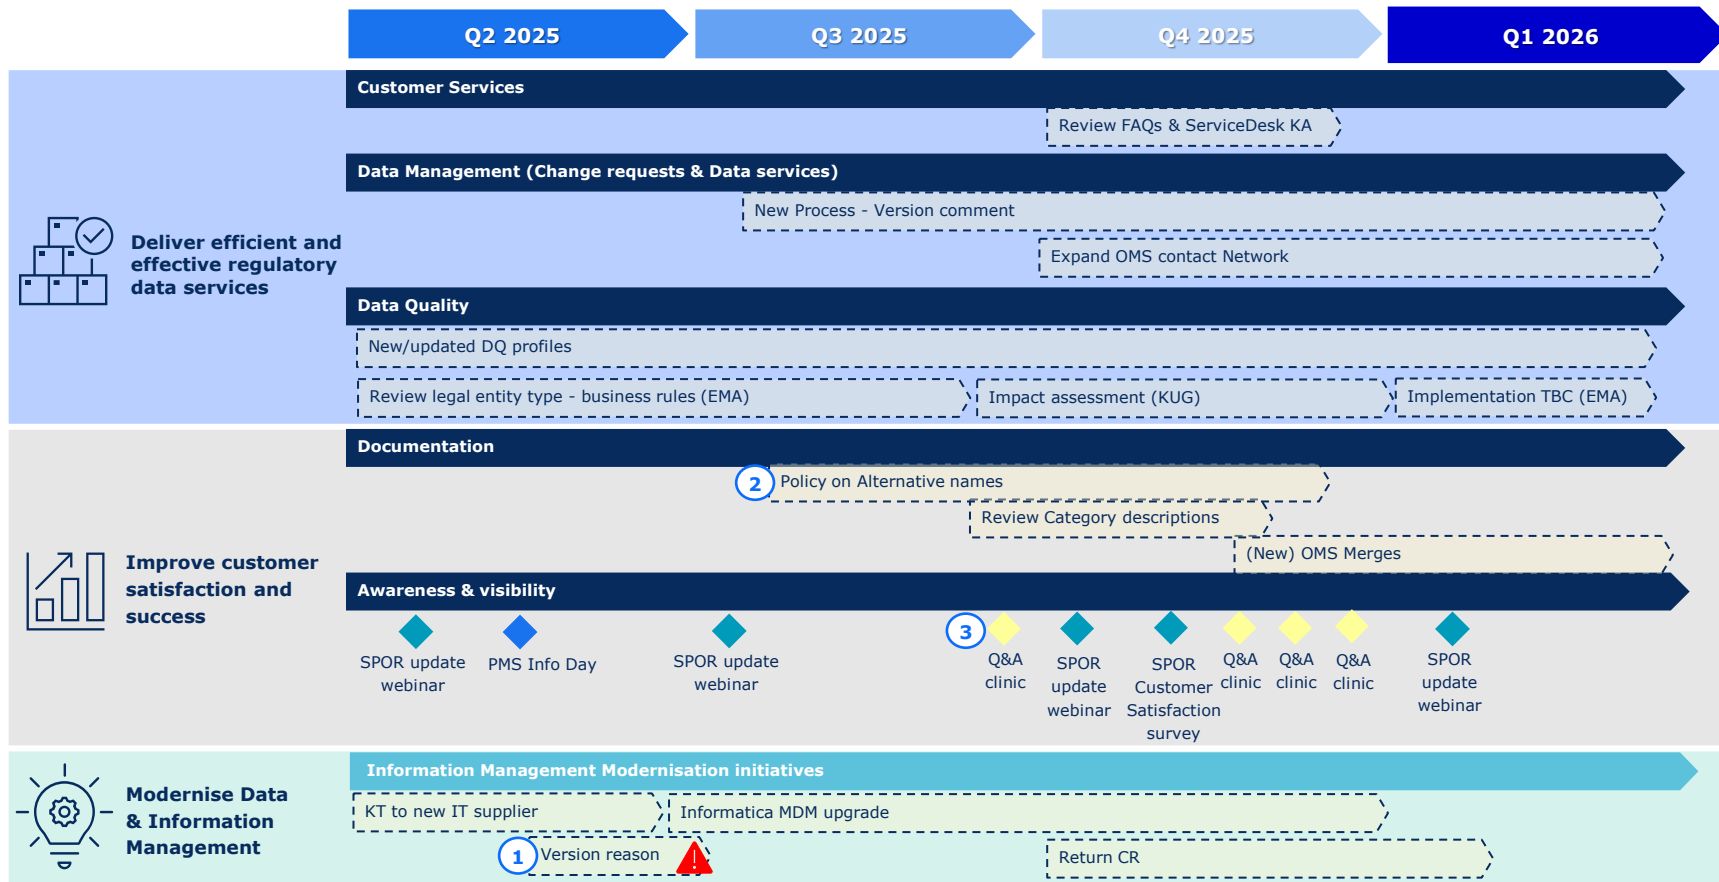 Q2 2025
Q3 2025
Q4 2025
Q1 2026
Customer Services
Review FAQs & ServiceDesk KA
Data Management (Change requests & Data services)
New Process - Version comment
Expand OMS contact Network
Deliver efficient and
effective regulatory
data services
Data Quality
New/updated DQ profiles
Review legal entity type - business rules (EMA)
Impact assessment (KUG)
Implementation TBC (EMA)
Documentation
2
Policy on Alternative names
Review Category descriptions
(New) OMS Merges
Improve customer
satisfaction and
success
Awareness & visibility
3
SPOR update
webinar
PMS Info Day
SPOR update
webinar
Q&A
clinic
SPOR
update
webinar
SPOR
Customer
Satisfaction
survey
Q&A
clinic
Q&A
clinic
Q&A
clinic
SPOR
update
webinar
Information Management Modernisation initiatives
Modernise Data
& Information
Management
KT to new IT supplier
Informatica MDM upgrade
1
Version reason
Return CR